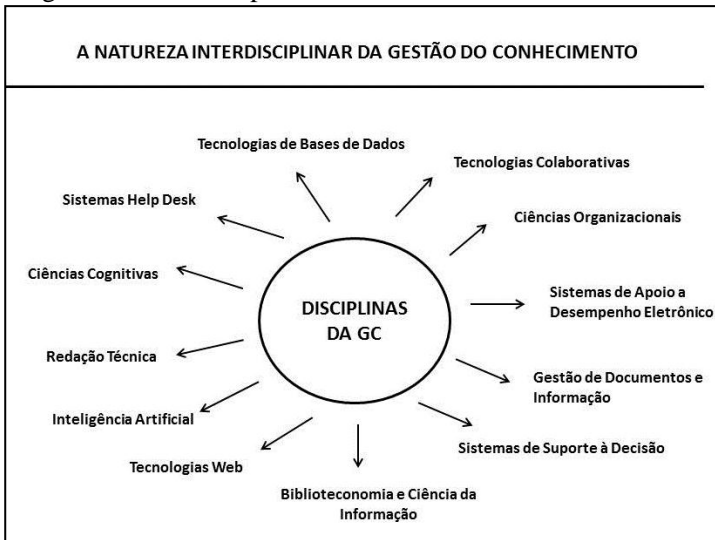 A NATUREZA INTERDISCIPLINAR DA GESTÃO DO CONHECIMENTO
Tecnologias de Bases de Dados
Tecnologias Colaborativas
Sistemas Help Desk
Ciências Organizacionais
Ciências Cognitivas
Sistemas de Apoio a
Desempenho Eletrônico
DISCIPLINAS
DA GC
Redação Técnica
Gestão de Documentos e
Informação
Inteligência Artificial
Sistemas de Suporte à Decisão
Tecnologias Web
Biblioteconomia e Ciência da
Informação